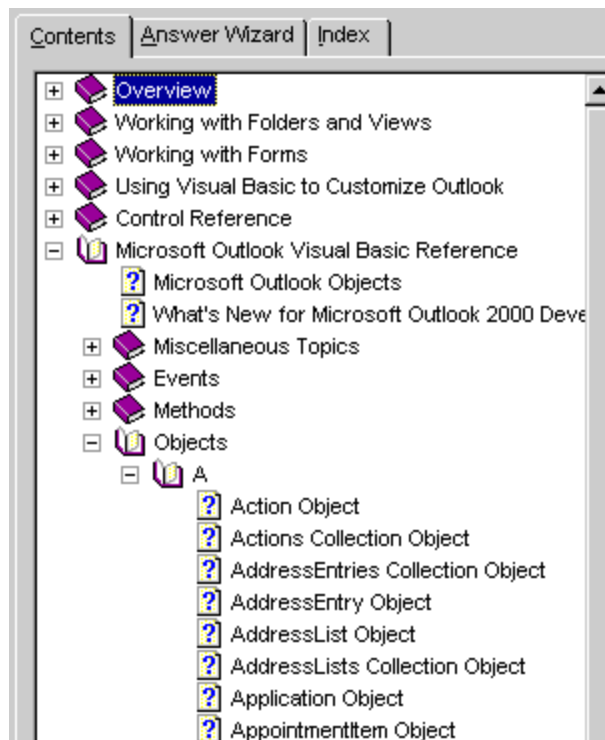 Contents Answer Wizard Index
Overview
Working with Folders and Views
Working with Forms
Using Visual Basic to Customize Outlook
Control Reference
Microsoft Outlook Visual Basic Reference
Microsoft Outlook Objects
What's New for Microsoft Outlook 2000 Deve
Miscellaneous Topics
Events
Methods
Objects
A
Action Object
Actions Collection Object
AddressEntries Collection Object
AddressEntry Object
AddressList Object
AddressLists Collection Object
Application Object
AppointmentItem Object